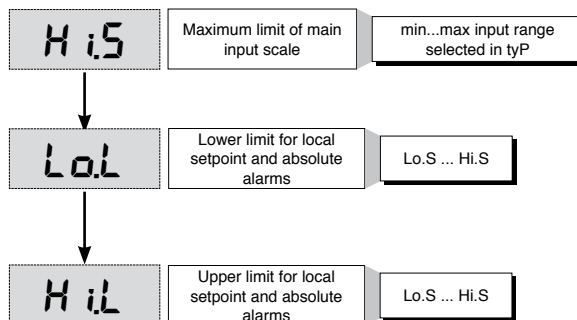 Hi.S
Maximum limit of main
input scale
min...max input range
selected in tyP
Lo.L
Lower limit for local
setpoint and absolute
alarms
Lo.S ... Hi.S
Hi.L
Upper limit for local
setpoint and absolute
alarms
Lo.S ... Hi.S